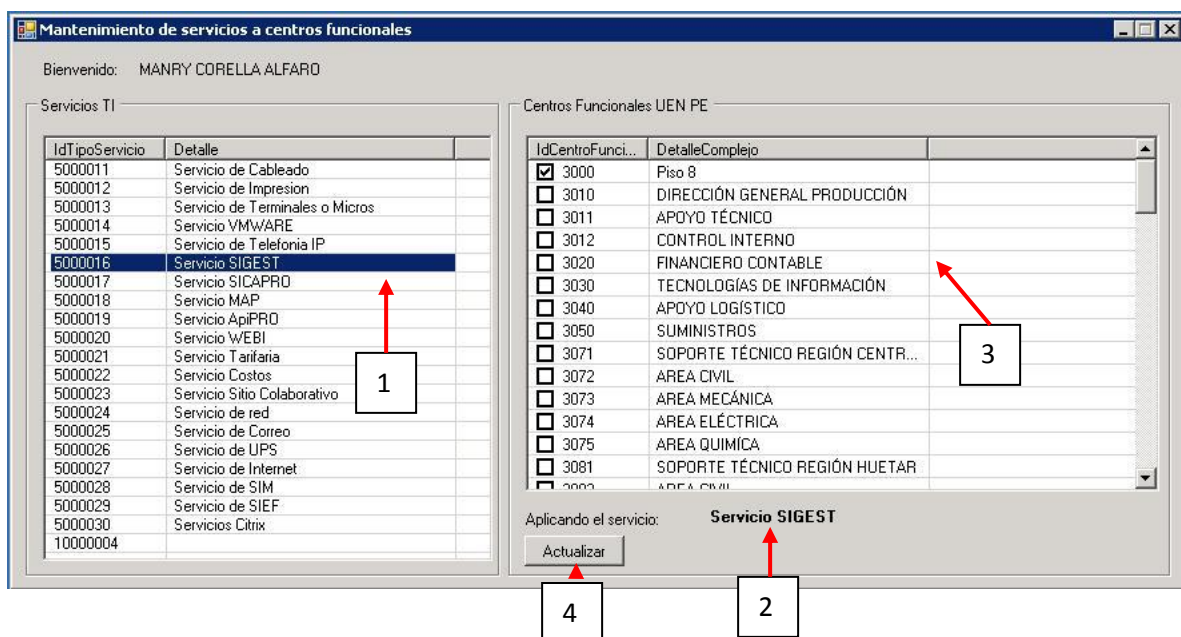 Mantenimiento de servicios a centros funcionales
Bienvenido: MANRY CORELLA ALFARO
Servicios TI
IdTipoServicio Detalle
5000011 Servicio de Cableado
5000012 Servicio de Impresion
5000013 Servicio de Terminales o Micros
5000014 Servicio VMWARE
5000015 Servicio de Telefonia IP
5000016 Servicio SIGEST
5000017 Servicio SICAPRO
5000018 Servicio MAP
5000019 Servicio ApiPRO
5000020 Servicio WEBI
5000021 Servicio Tarifaria
5000022 Servicio Costos
5000023 Servicio Sitio Colaborativo
5000024 Servicio de red
5000025 Servicio de Correo
5000026 Servicio de UPS
5000027 Servicio de Internet
5000028 Servicio de SIM
5000029 Servicio de SIEF
5000030 Servicios Citrix
10000004
1
Centros Funcionales UEN PE
IdCentroFunci... DetalleComplejo
3000 Piso 8
3010 DIRECCIÓN GENERAL PRODUCCIÓN
3011 APOYO TÉCNICO
3012 CONTROL INTERNO
3020 FINANCIERO CONTABLE
3030 TECNOLOGÍAS DE INFORMACIÓN
3040 APOYO LOGÍSTICO
3050 SUMINISTROS
3071 SOPORTE TÉCNICO REGIÓN CENTR...
3072 AREA CIVIL
3073 AREA MECÁNICA
3074 AREA ELÉCTRICA
3075 AREA QUIMÍCA
3081 SOPORTE TÉCNICO REGIÓN HUETAR
3
Aplicando el servicio: Servicio SIGEST
Actualizar
4
2